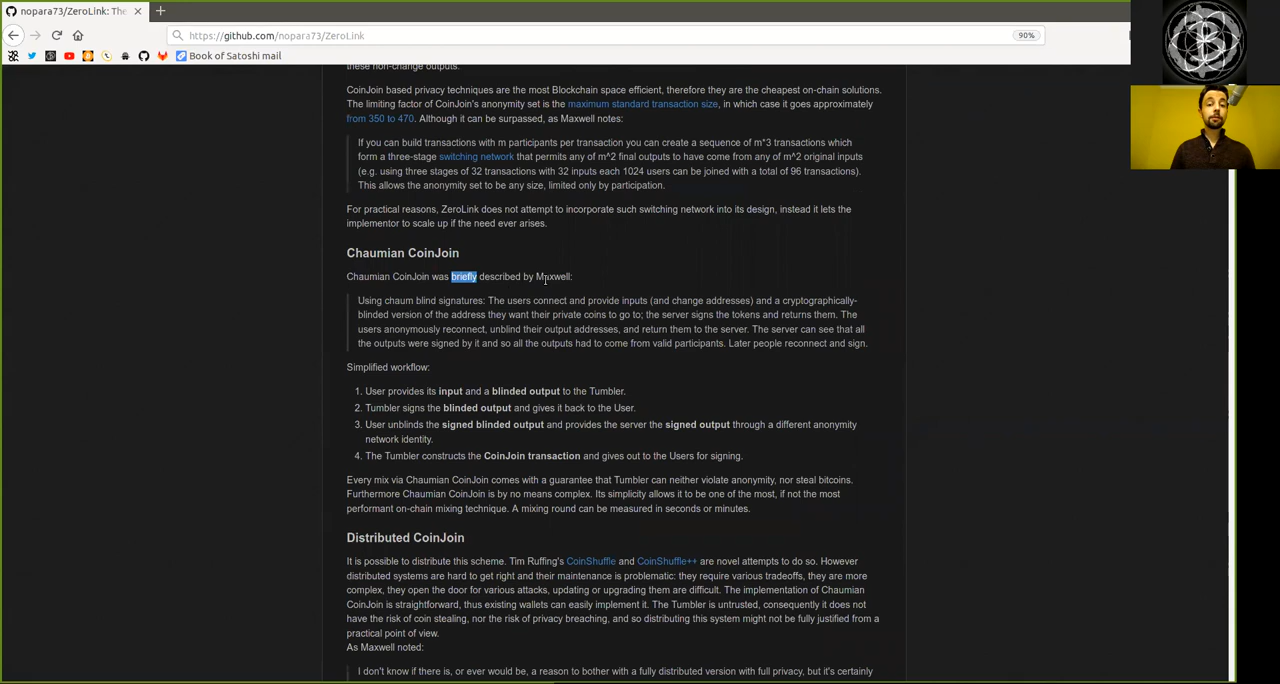 nopara73/ZeroLink: The
https://github.com/nopara73/ZeroLink
90%
Book of Satoshi mail
these non-change outputs.
CoinJoin based privacy techniques are the most Blockchain space efficient, therefore they are the cheapest on-chain solutions.
The limiting factor of CoinJoin's anonymity set is the maximum standard transaction size, in which case it goes approximately
from 350 to 470. Although it can be surpassed, as Maxwell notes:
If you can build transactions with m participants per transaction you can create a sequence of m*3 transactions which
form a three-stage switching network that permits any of m^2 final outputs to have come from any of m^2 original inputs
(e.g. using three stages of 32 transactions with 32 inputs each 1024 users can be joined with a total of 96 transactions).
This allows the anonymity set to be any size, limited only by participation.
For practical reasons, ZeroLink does not attempt to incorporate such switching network into its design, instead it lets the
implementor to scale up if the need ever arises.
Chaumian CoinJoin
Chaumian CoinJoin was briefly described by Maxwell:
Using chaum blind signatures: The users connect and provide inputs (and change addresses) and a cryptographically-
blinded version of the address they want their private coins to go to; the server signs the tokens and returns them. The
users anonymously reconnect, unblind their output addresses, and return them to the server. The server can see that all
the outputs were signed by it and so all the outputs had to come from valid participants. Later people reconnect and sign.
Simplified workflow:
1. User provides its input and a blinded output to the Tumbler.
2. Tumbler signs the blinded output and gives it back to the User.
3. User unblinds the signed blinded output and provides the server the signed output through a different anonymity
network identity.
4. The Tumbler constructs the CoinJoin transaction and gives out to the Users for signing.
Every mix via Chaumian CoinJoin comes with a guarantee that Tumbler can neither violate anonymity, nor steal bitcoins.
Furthermore Chaumian CoinJoin is by no means complex. Its simplicity allows it to be one of the most, if not the most
performant on-chain mixing technique. A mixing round can be measured in seconds or minutes.
Distributed CoinJoin
It is possible to distribute this scheme. Tim Ruffing's CoinShuffle and CoinShuffle++ are novel attempts to do so. However
distributed systems are hard to get right and their maintenance is problematic: they require various tradeoffs, they are more
complex, they open the door for various attacks, updating or upgrading them are difficult. The implementation of Chaumian
CoinJoin is straightforward, thus existing wallets can easily implement it. The Tumbler is untrusted, consequently it does not
have the risk of coin stealing, nor the risk of privacy breaching, and so distributing this system might not be fully justified from a
practical point of view.
As Maxwell noted:
I don't know if there is, or ever would be, a reason to bother with a fully distributed version with full privacy, but it's certainly